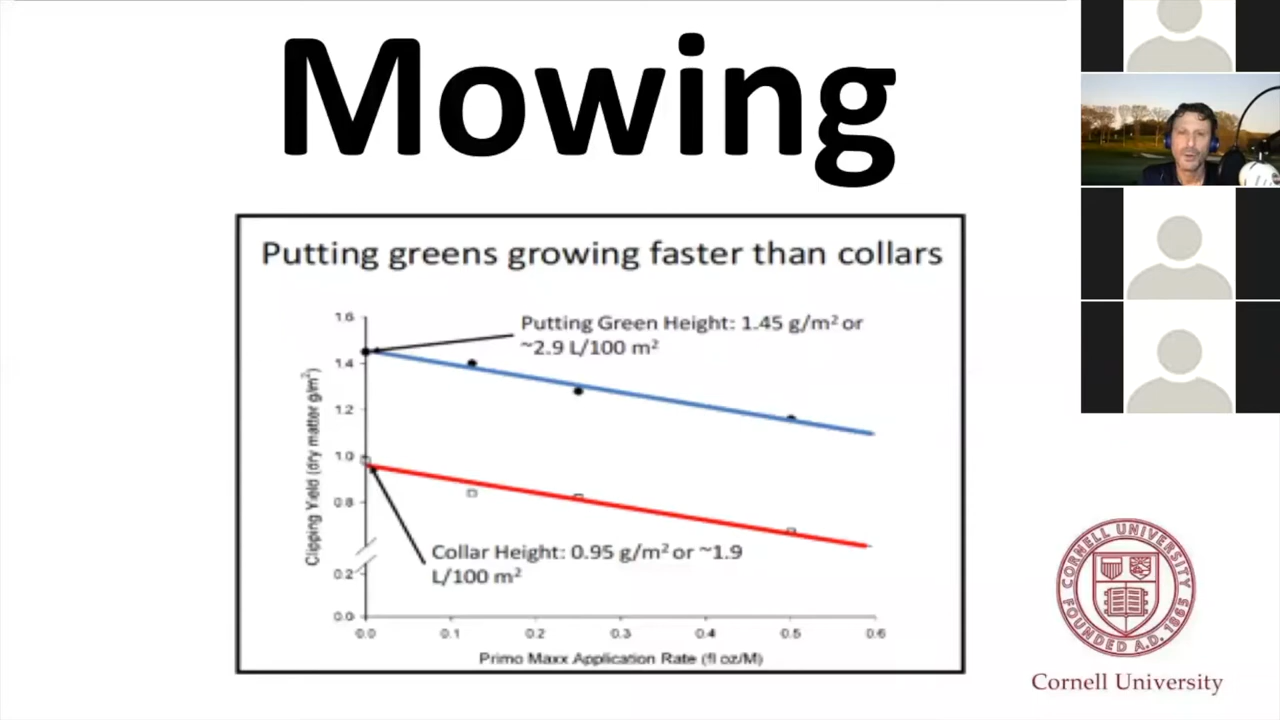 Mowing
Putting greens growing faster than collars
Putting Green Height: 1.45 g/m² or
~2.9 L/100 m²
1.6
1.4
1.2
1.0
0.8
0.2
0.0
Clipping Yield (dry matter g/m²)
Collar Height: 0.95 g/m² or ~1.9
L/100 m²
0.0 0.1 0.2 0.3 0.4 0.5 0.6
Primo Maxx Application Rate (fl oz/M)
CORNELL UNIVERSITY
FOUNDED A.D. 1865
Cornell University